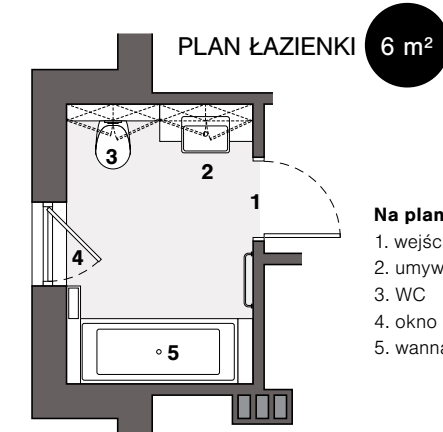 PLAN ŁAZIENKI 6 m²
3
2
1
4
5
Na plan
1. wejśc
2. umyw
3. WC
4. okno
5. wanna